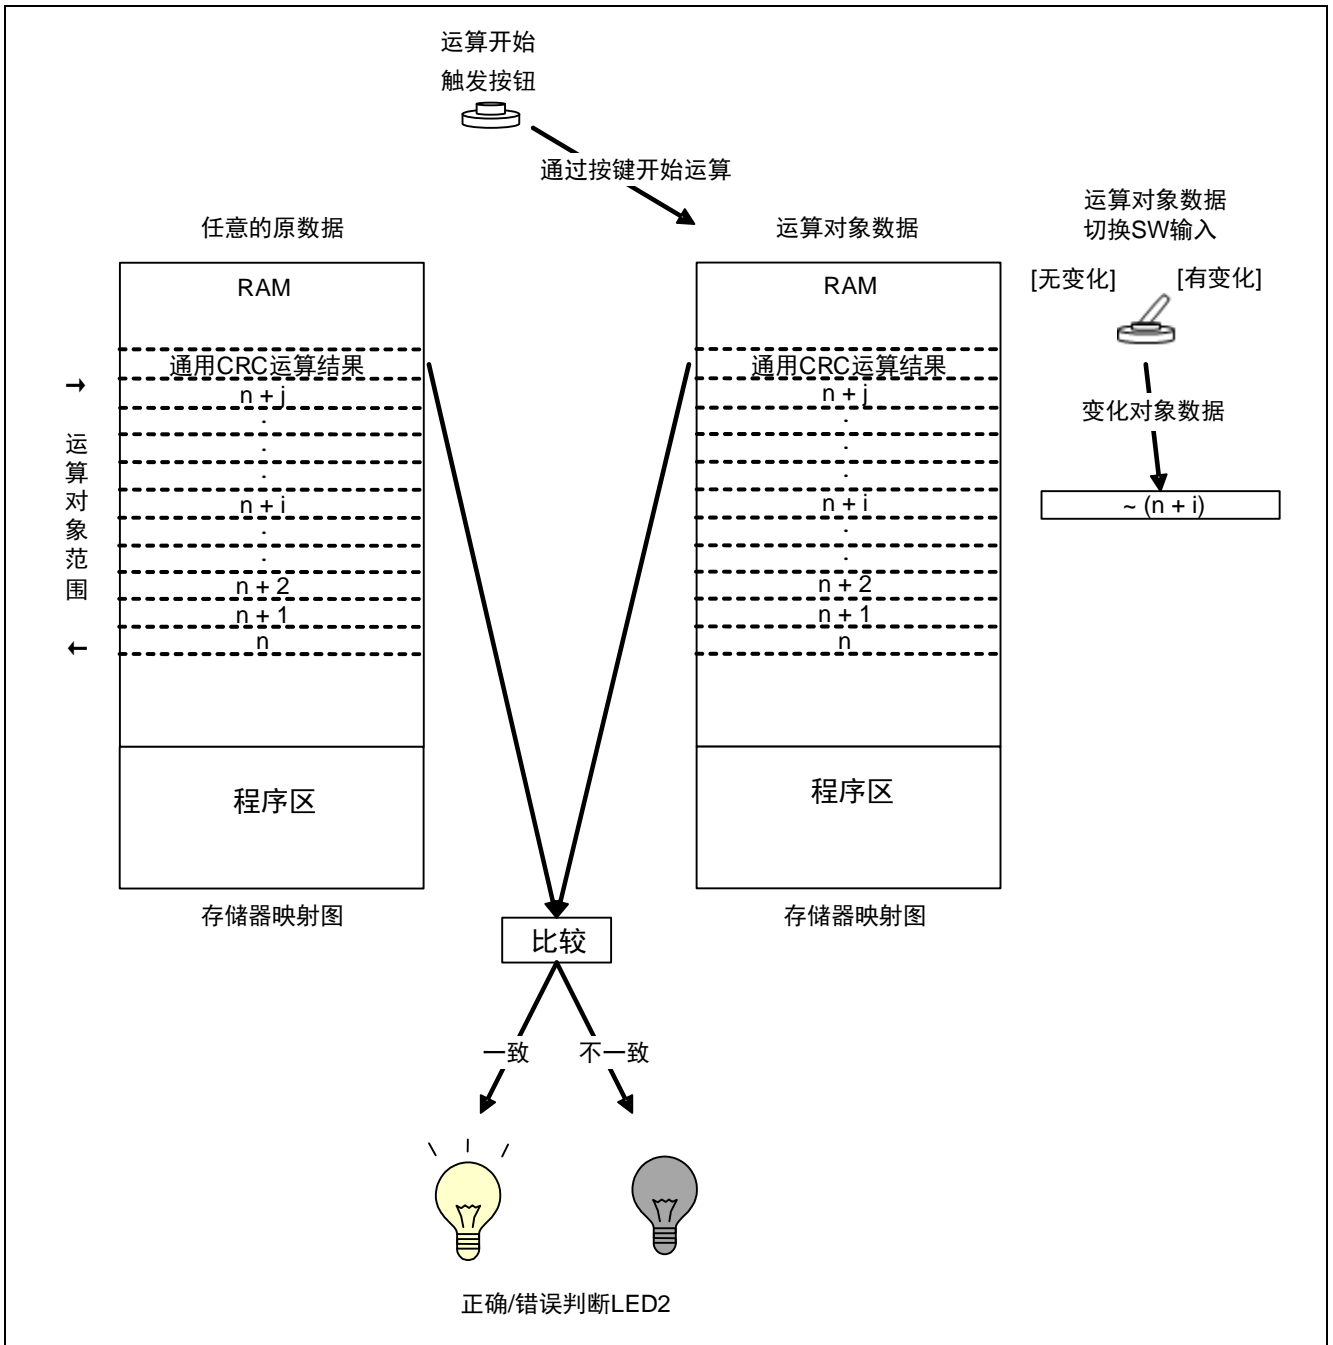 运算开始
触发按钮
通过按键开始运算
任意的原数据
运算对象数据
运算对象数据
切换SW输入
[无变化]
[有变化]
变化对象数据
~ (n + i)
运算对象范围
RAM
通用CRC运算结果
n + j
.
.
.
n + i
.
.
n + 2
n + 1
n
程序区
存储器映射图
RAM
通用CRC运算结果
n + j
.
.
.
n + i
.
.
n + 2
n + 1
n
程序区
存储器映射图
比较
一致
不一致
正确/错误判断LED2